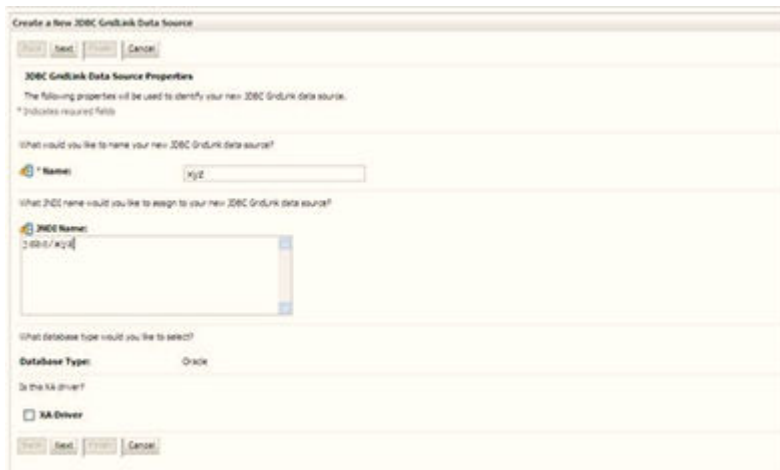 Create a New JDBC GridLink Data Source
Back Next Finish Cancel
JDBC GridLink Data Source Properties
The following properties will be used to identify your new JDBC GridLink data source.
* Indicates required fields
What would you like to name your new JDBC GridLink data source?
* Name: xyz
What JNDI name would you like to assign to your new JDBC GridLink data source?
JNDI Name:
jdbc/xyz
What database type would you like to select?
Database Type: Oracle
Is this XA driver?
XA Driver
Back Next Finish Cancel